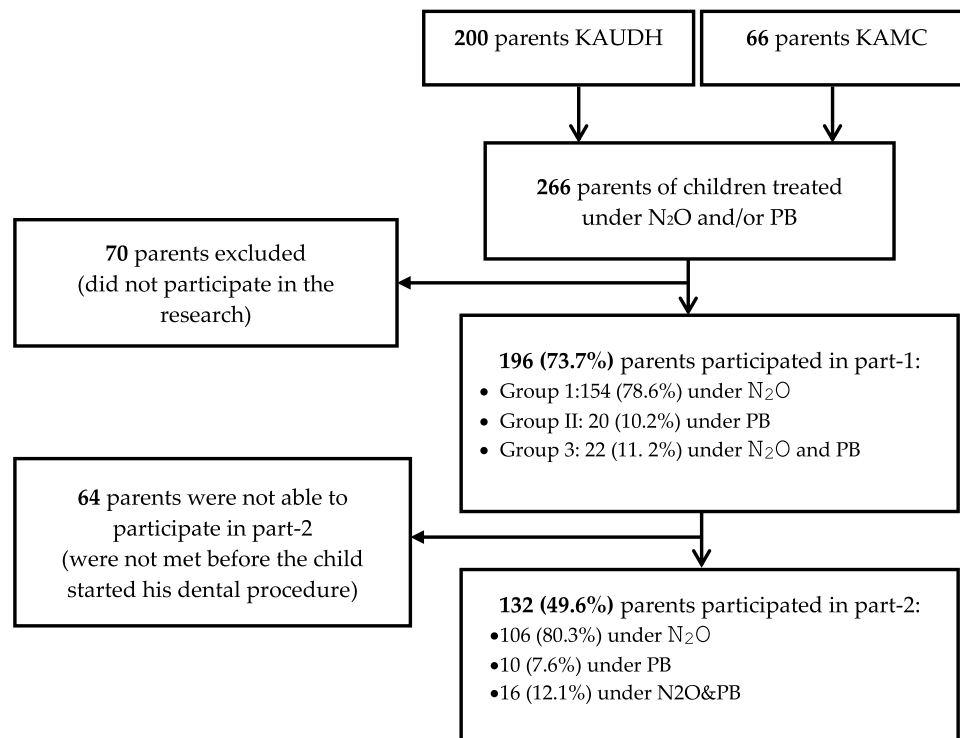 200 parents KAUDH
66 parents KAMC
266 parents of children treated
under N₂O and/or PB
70 parents excluded
(did not participate in the
research)
196 (73.7%) parents participated in part-1:
• Group 1:154 (78.6%) under N₂O
• Group II: 20 (10.2%) under PB
• Group 3: 22 (11. 2%) under N₂O and PB
64 parents were not able to
participate in part-2
(were not met before the child
started his dental procedure)
132 (49.6%) parents participated in part-2:
•106 (80.3%) under N₂O
•10 (7.6%) under PB
•16 (12.1%) under N2O&PB